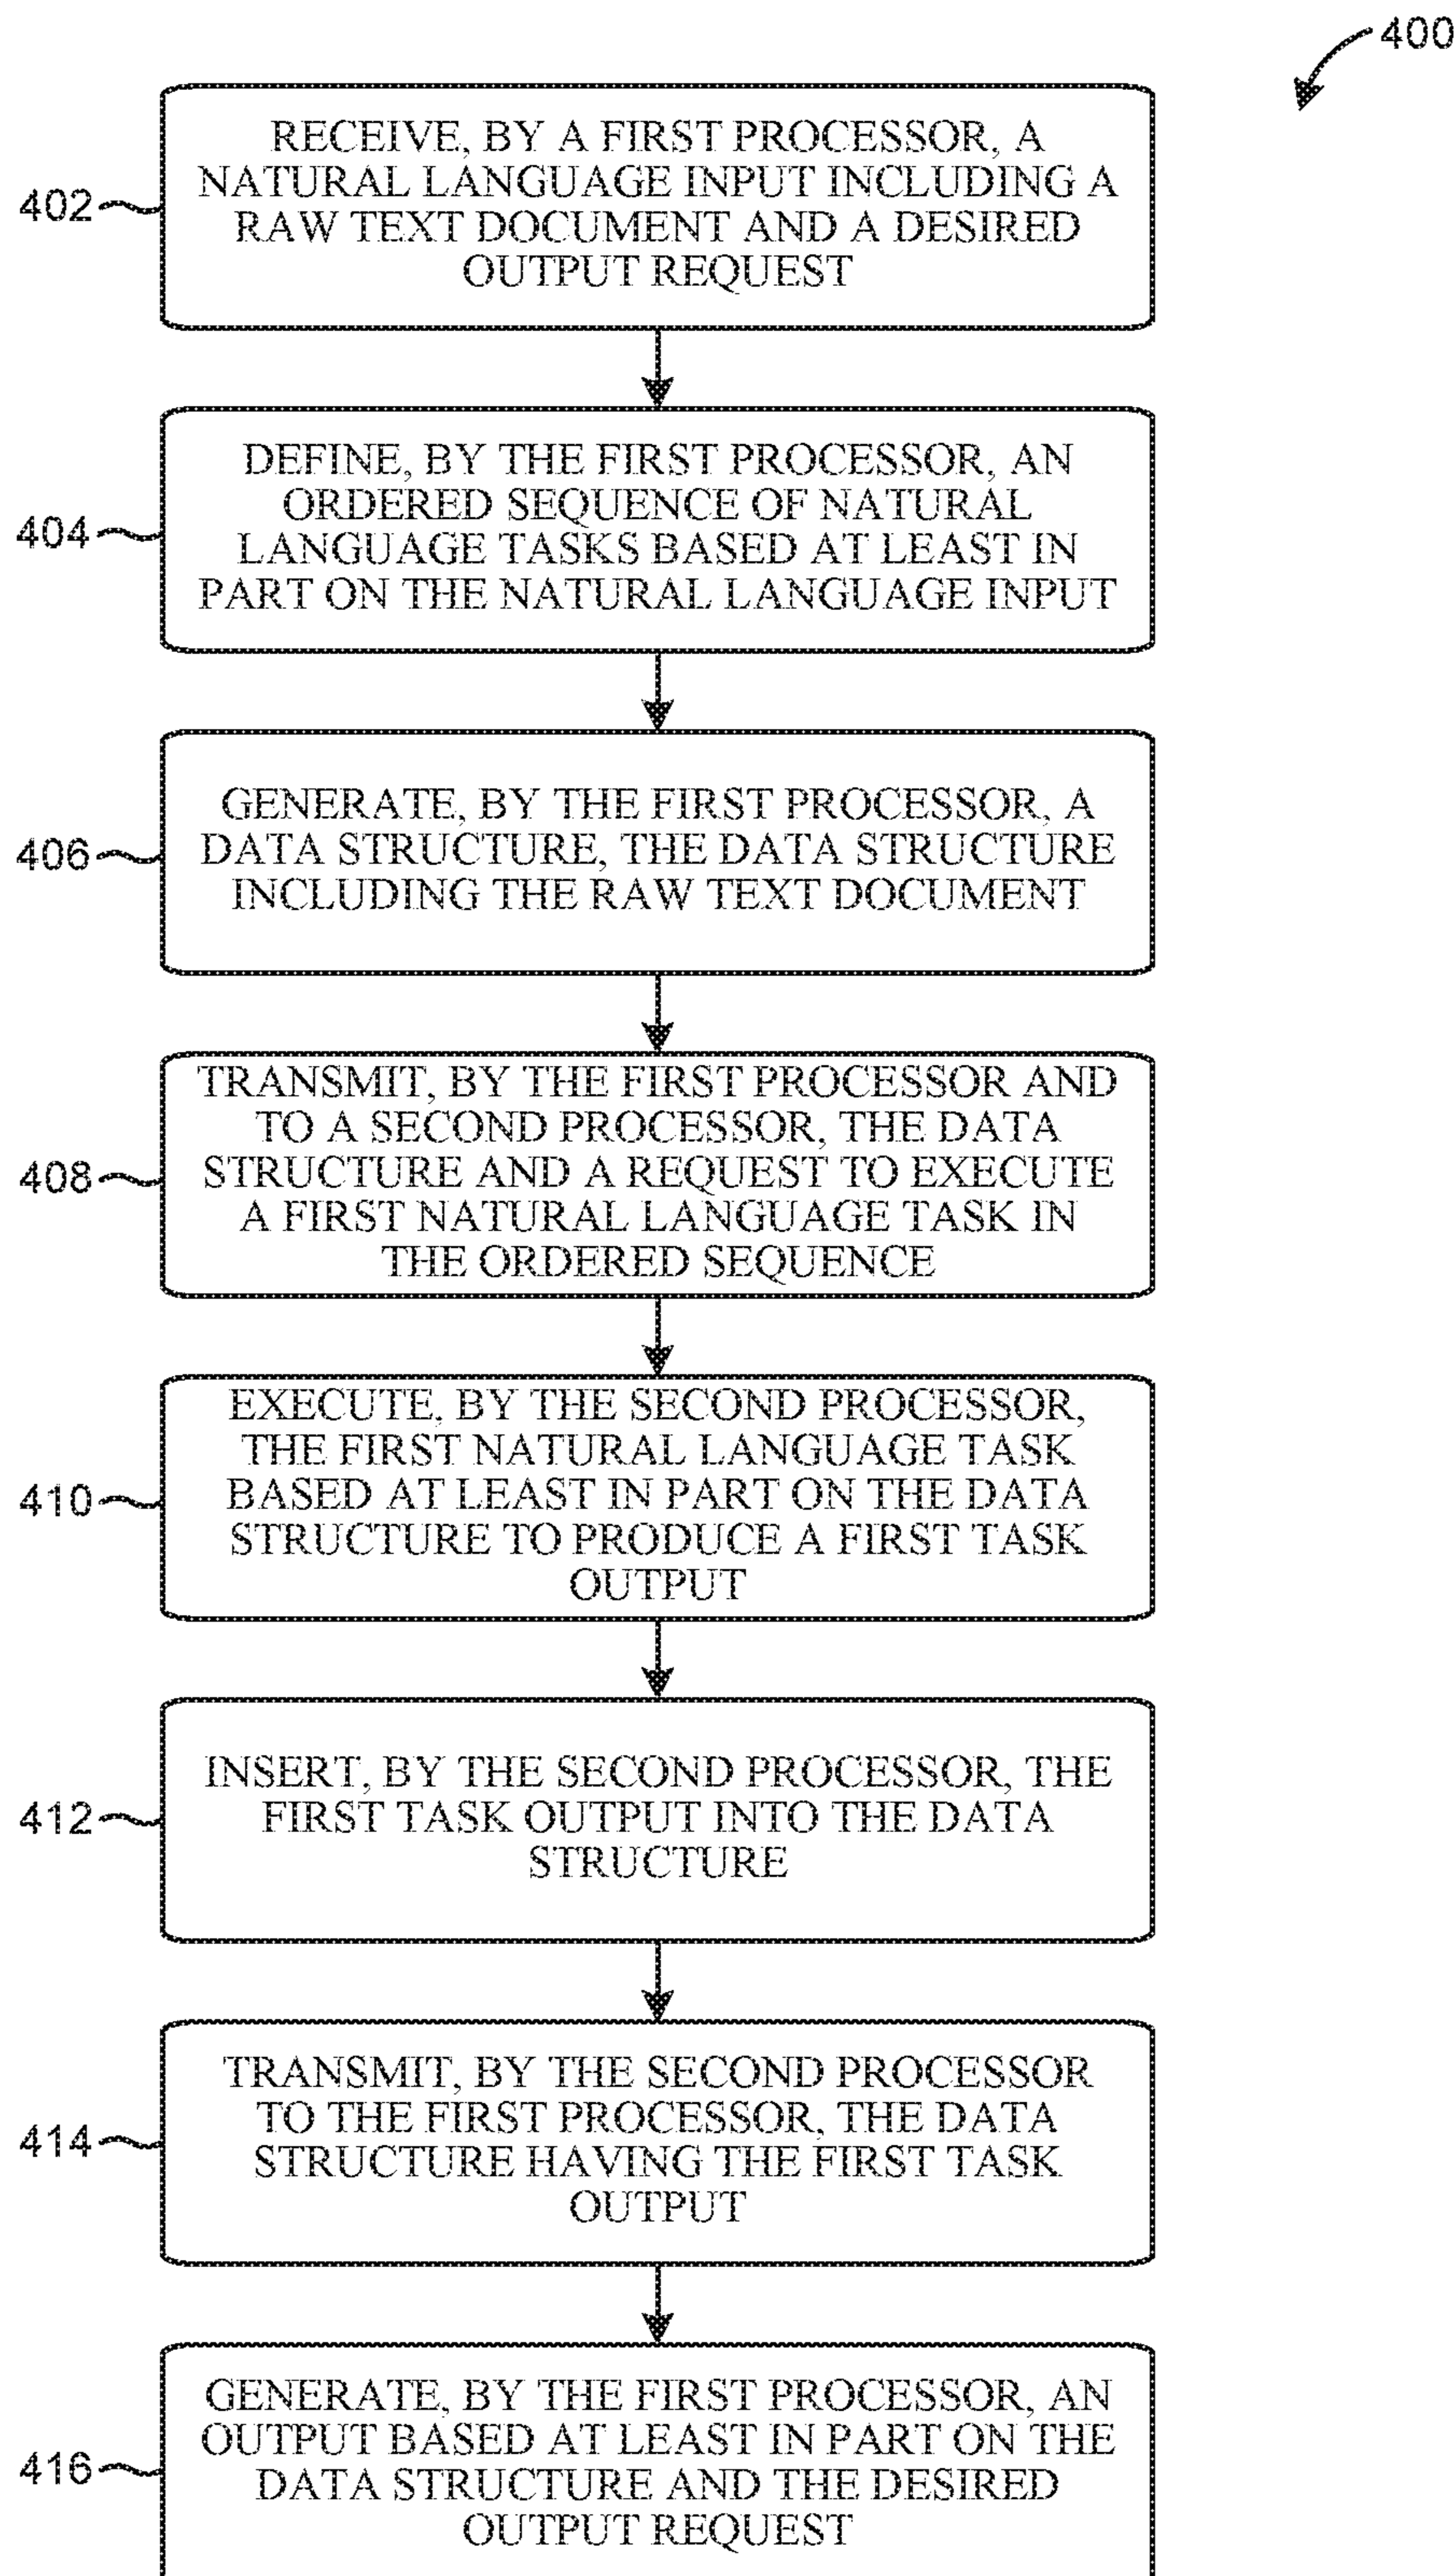 400
RECEIVE, BY A FIRST PROCESSOR, A
NATURAL LANGUAGE INPUT INCLUDING A
RAW TEXT DOCUMENT AND A DESIRED
OUTPUT REQUEST
402
DEFINE, BY THE FIRST PROCESSOR, AN
ORDERED SEQUENCE OF NATURAL
LANGUAGE TASKS BASED AT LEAST IN
PART ON THE NATURAL LANGUAGE INPUT
404
GENERATE, BY THE FIRST PROCESSOR, A
DATA STRUCTURE, THE DATA STRUCTURE
INCLUDING THE RAW TEXT DOCUMENT
406
TRANSMIT, BY THE FIRST PROCESSOR AND
TO A SECOND PROCESSOR, THE DATA
STRUCTURE AND A REQUEST TO EXECUTE
A FIRST NATURAL LANGUAGE TASK IN
THE ORDERED SEQUENCE
408
EXECUTE, BY THE SECOND PROCESSOR,
THE FIRST NATURAL LANGUAGE TASK
BASED AT LEAST IN PART ON THE DATA
STRUCTURE TO PRODUCE A FIRST TASK
OUTPUT
410
INSERT, BY THE SECOND PROCESSOR, THE
FIRST TASK OUTPUT INTO THE DATA
STRUCTURE
412
TRANSMIT, BY THE SECOND PROCESSOR
TO THE FIRST PROCESSOR, THE DATA
STRUCTURE HAVING THE FIRST TASK
OUTPUT
414
GENERATE, BY THE FIRST PROCESSOR, AN
OUTPUT BASED AT LEAST IN PART ON THE
DATA STRUCTURE AND THE DESIRED
OUTPUT REQUEST
416